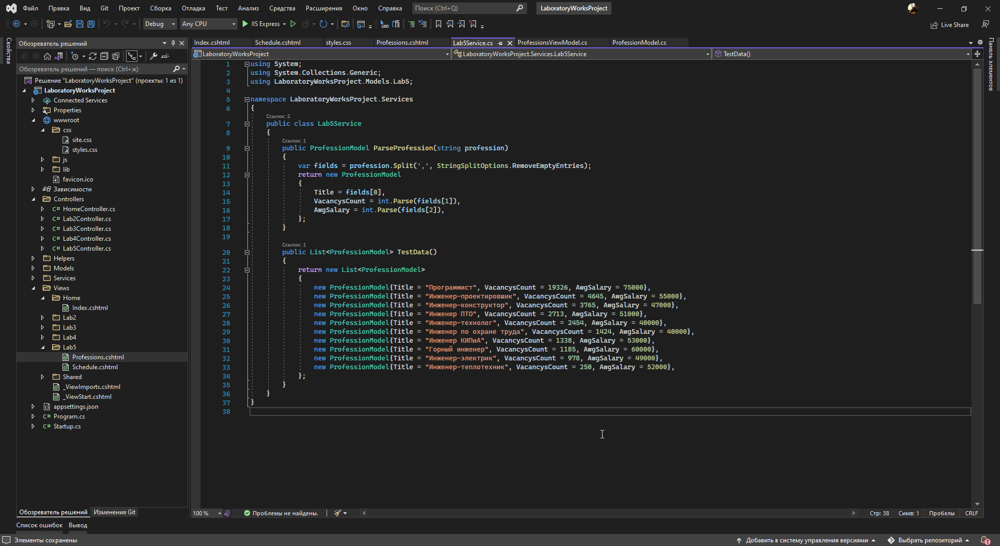 Файл Правка Вид Git Проект Сборка Отладка Тест Анализ Средства Расширения Окно Справка Поиск (Ctrl+Q) LaboratoryWorksProject
Debug Any CPU IIS Express Live Share
Свойства
Обозреватель решений
Обозреватель решений — поиск (Ctrl+ж)
Решение "LaboratoryWorksProject" (проекты: 1 из 1)
LaboratoryWorksProject
Connected Services
Properties
wwwroot
css
site.css
styles.css
js
lib
favicon.ico
Зависимости
Controllers
C# HomeController.cs
C# Lab2Controller.cs
C# Lab3Controller.cs
C# Lab4Controller.cs
C# Lab5Controller.cs
Helpers
Models
Services
Views
Home
Index.cshtml
Lab2
Lab3
Lab4
Lab5
Professions.cshtml
Schedule.cshtml
Shared
_ViewImports.cshtml
_ViewStart.cshtml
appsettings.json
C# Program.cs
C# Startup.cs
Обозреватель решений Изменения Git
Index.cshtml Schedule.cshtml styles.css Professions.cshtml Lab5Service.cs ProfessionsViewModel.cs ProfessionModel.cs
LaboratoryWorksProject LaboratoryWorksProject.Services.Lab5Service TestData()
1 using System;
2 using System.Collections.Generic;
3 using LaboratoryWorksProject.Models.Lab5;
4
5 namespace LaboratoryWorksProject.Services
6 {
Ссылок: 2
7 public class Lab5Service
8 {
Ссылок: 1
9 public ProfessionModel ParseProfession(string profession)
10 {
11 var fields = profession.Split(',', StringSplitOptions.RemoveEmptyEntries);
12 return new ProfessionModel
13 {
14 Title = fields[0],
15 VacancysCount = int.Parse(fields[1]),
16 AwgSalary = int.Parse(fields[2]),
17 };
18 }
19
Ссылок: 1
20 public List<ProfessionModel> TestData()
21 {
22 return new List<ProfessionModel>
23 {
24 new ProfessionModel{Title = "Программист", VacancysCount = 19326, AwgSalary = 75000},
25 new ProfessionModel{Title = "Инженер-проектировшик", VacancysCount = 4645, AwgSalary = 55000},
26 new ProfessionModel{Title = "Инженер-конструктор", VacancysCount = 3765, AwgSalary = 47000},
27 new ProfessionModel{Title = "Инженер ПТО", VacancysCount = 2713, AwgSalary = 51000},
28 new ProfessionModel{Title = "Инженер-технолог", VacancysCount = 2454, AwgSalary = 40000},
29 new ProfessionModel{Title = "Инженер по охране труда", VacancysCount = 1424, AwgSalary = 40000},
30 new ProfessionModel{Title = "Инженер КИПиА", VacancysCount = 1338, AwgSalary = 53000},
31 new ProfessionModel{Title = "Горный инженер", VacancysCount = 1185, AwgSalary = 60000},
32 new ProfessionModel{Title = "Инженер-электрик", VacancysCount = 978, AwgSalary = 49000},
33 new ProfessionModel{Title = "Инженер-теплотехник", VacancysCount = 250, AwgSalary = 52000},
34 };
35 }
36 }
37 }
38
Панель элементов
100 % Проблемы не найдены. Стр: 38 Симв: 1 Пробелы CRLF
Список ошибок Вывод
Элементы сохранены Добавить в систему управления версиями Выбрать репозиторий 1